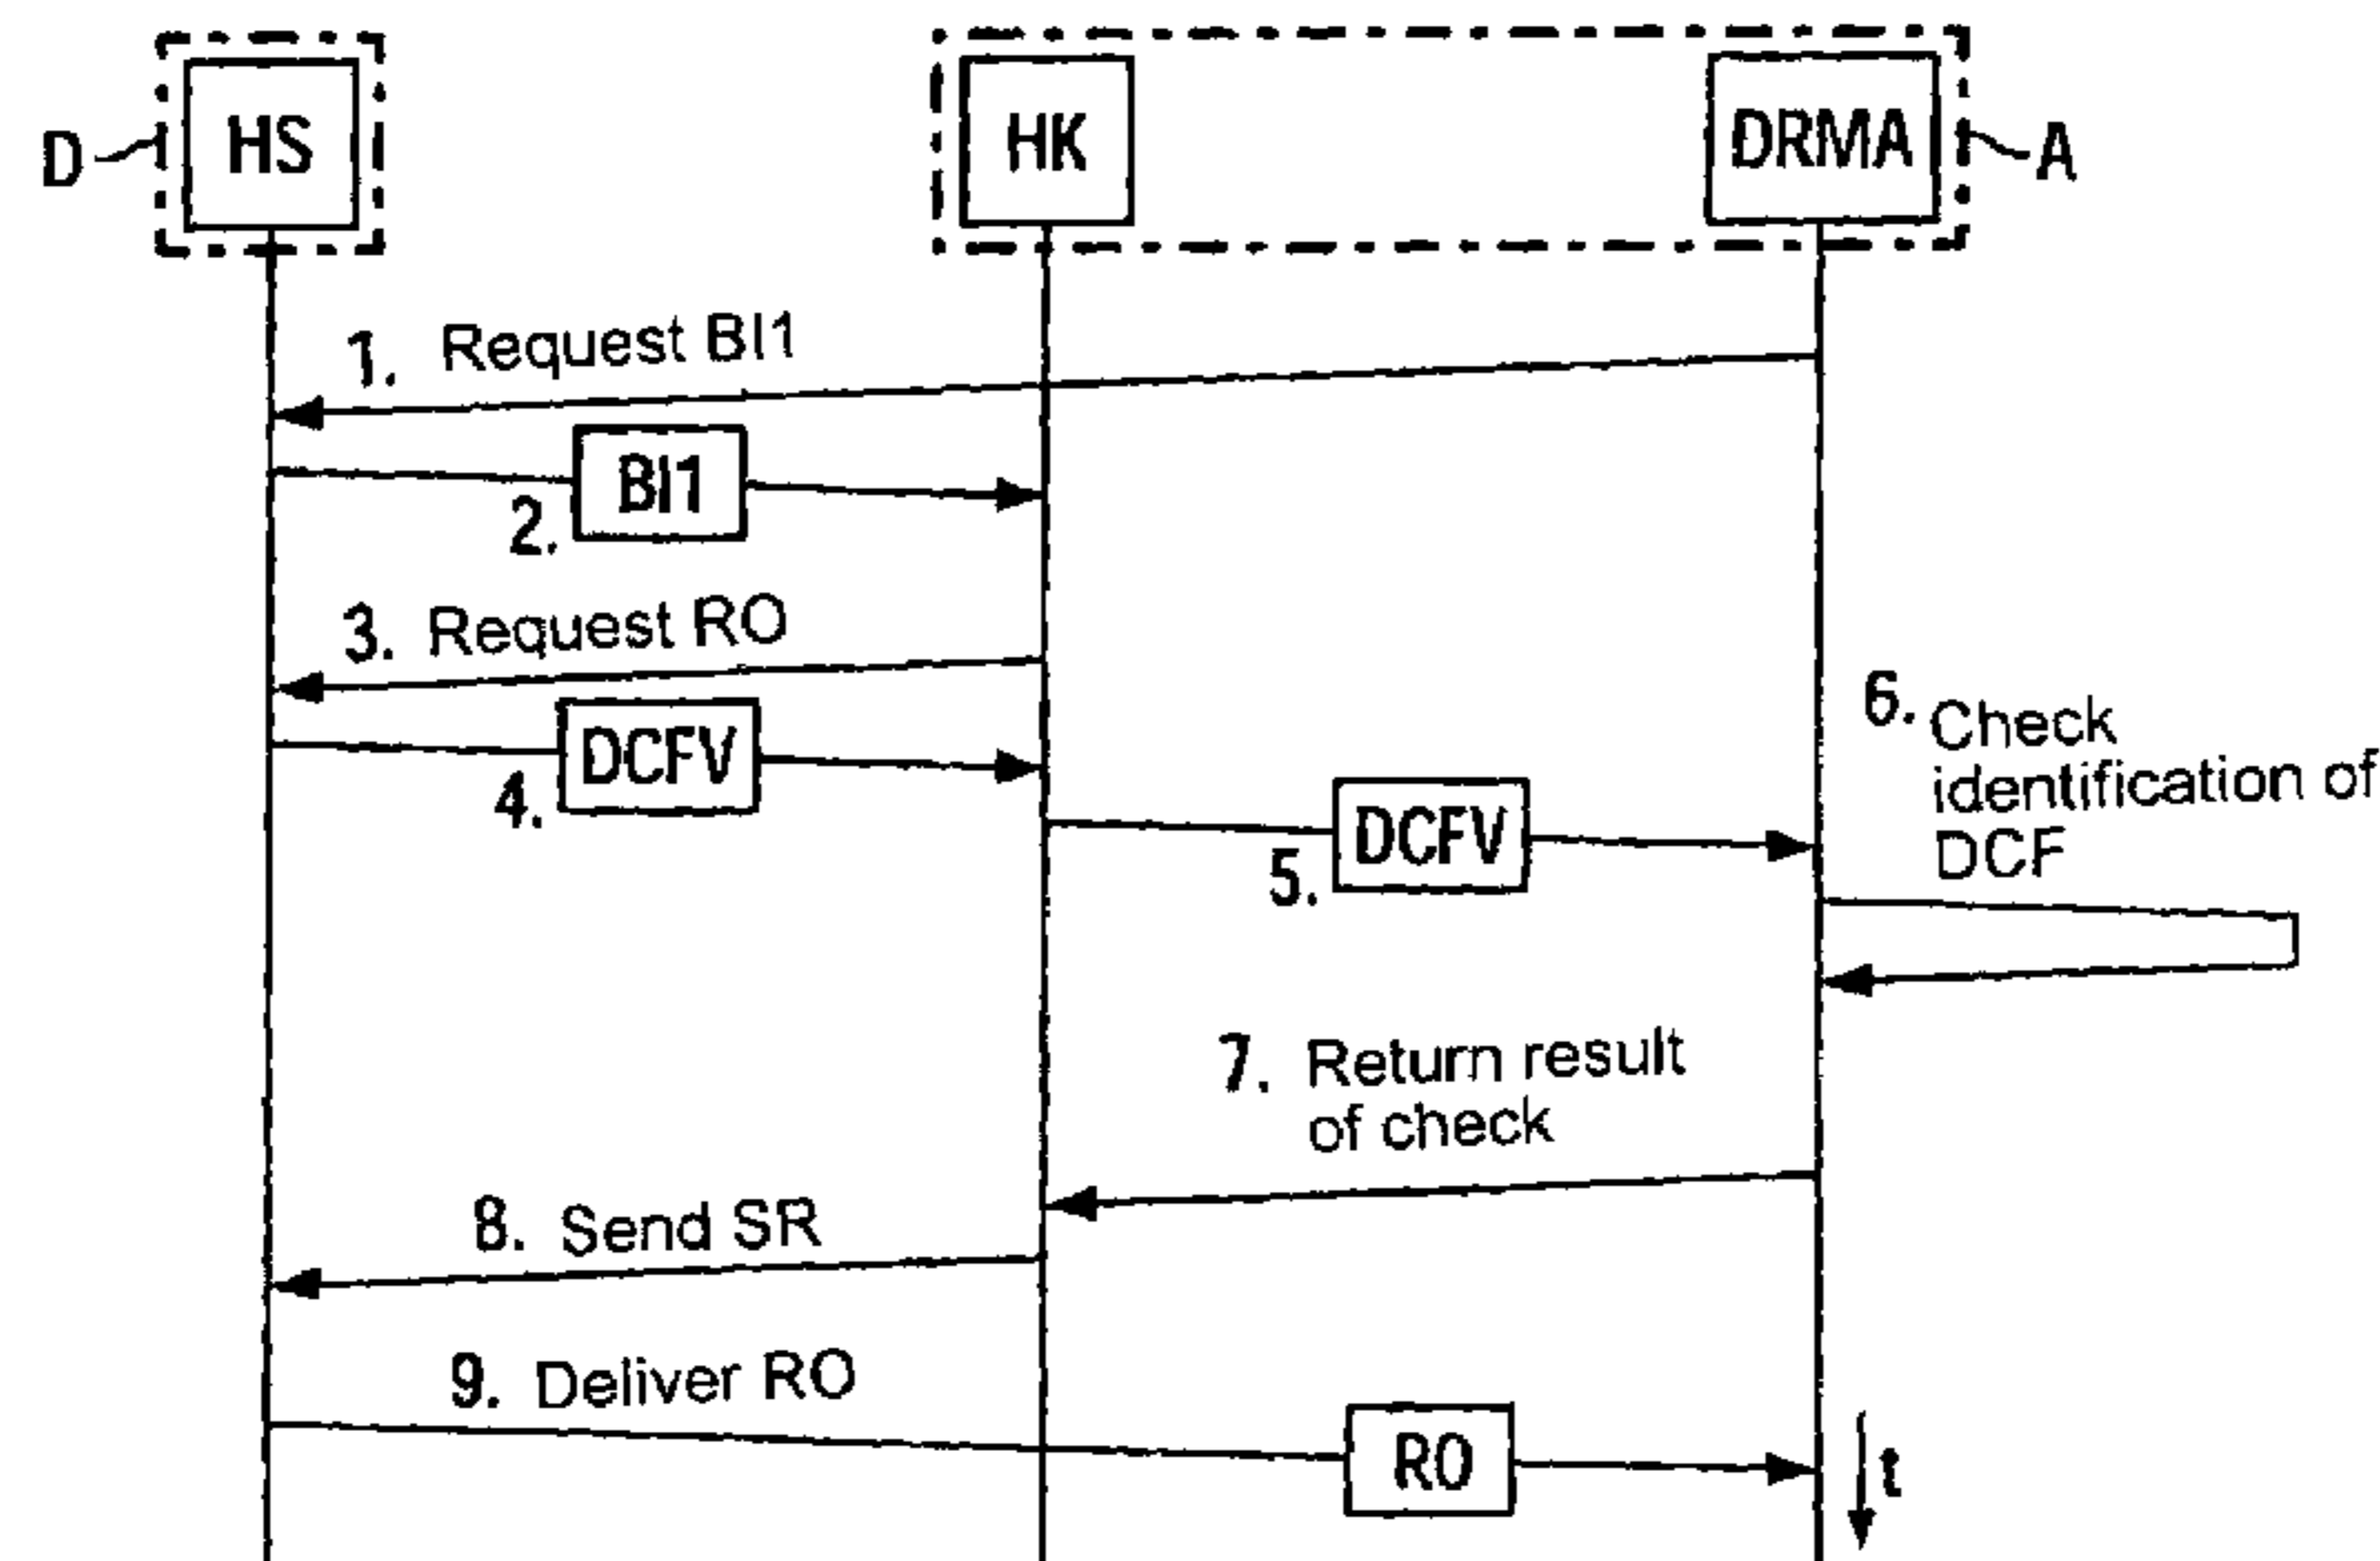 D
HS
HK
DRMA
A
1. Request BI1
2. BI1
3. Request RO
4. DCFV
5. DCFV
6. Check
identification of
DCF
7. Return result
of check
8. Send SR
9. Deliver RO
RO
t